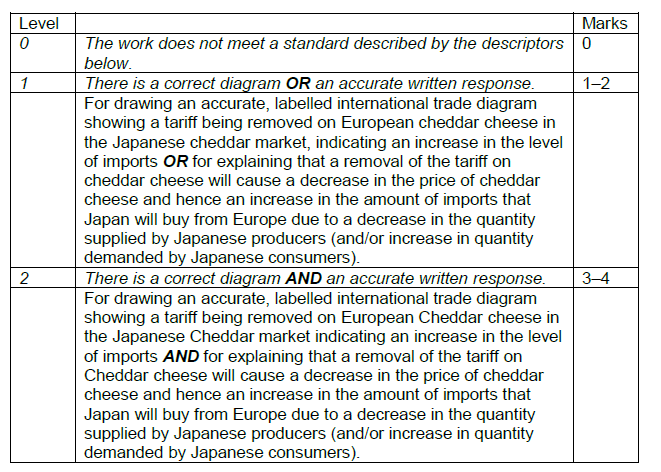 Level Marks
0 The work does not meet a standard described by the descriptors 0
below.
1 There is a correct diagram OR an accurate written response. 1–2
For drawing an accurate, labelled international trade diagram
showing a tariff being removed on European cheddar cheese in
the Japanese cheddar market, indicating an increase in the level
of imports OR for explaining that a removal of the tariff on
cheddar cheese will cause a decrease in the price of cheddar
cheese and hence an increase in the amount of imports that
Japan will buy from Europe due to a decrease in the quantity
supplied by Japanese producers (and/or increase in quantity
demanded by Japanese consumers).
2 There is a correct diagram AND an accurate written response. 3–4
For drawing an accurate, labelled international trade diagram
showing a tariff being removed on European Cheddar cheese in
the Japanese Cheddar market indicating an increase in the level
of imports AND for explaining that a removal of the tariff on
Cheddar cheese will cause a decrease in the price of cheddar
cheese and hence an increase in the amount of imports that
Japan will buy from Europe due to a decrease in the quantity
supplied by Japanese producers (and/or increase in quantity
demanded by Japanese consumers).